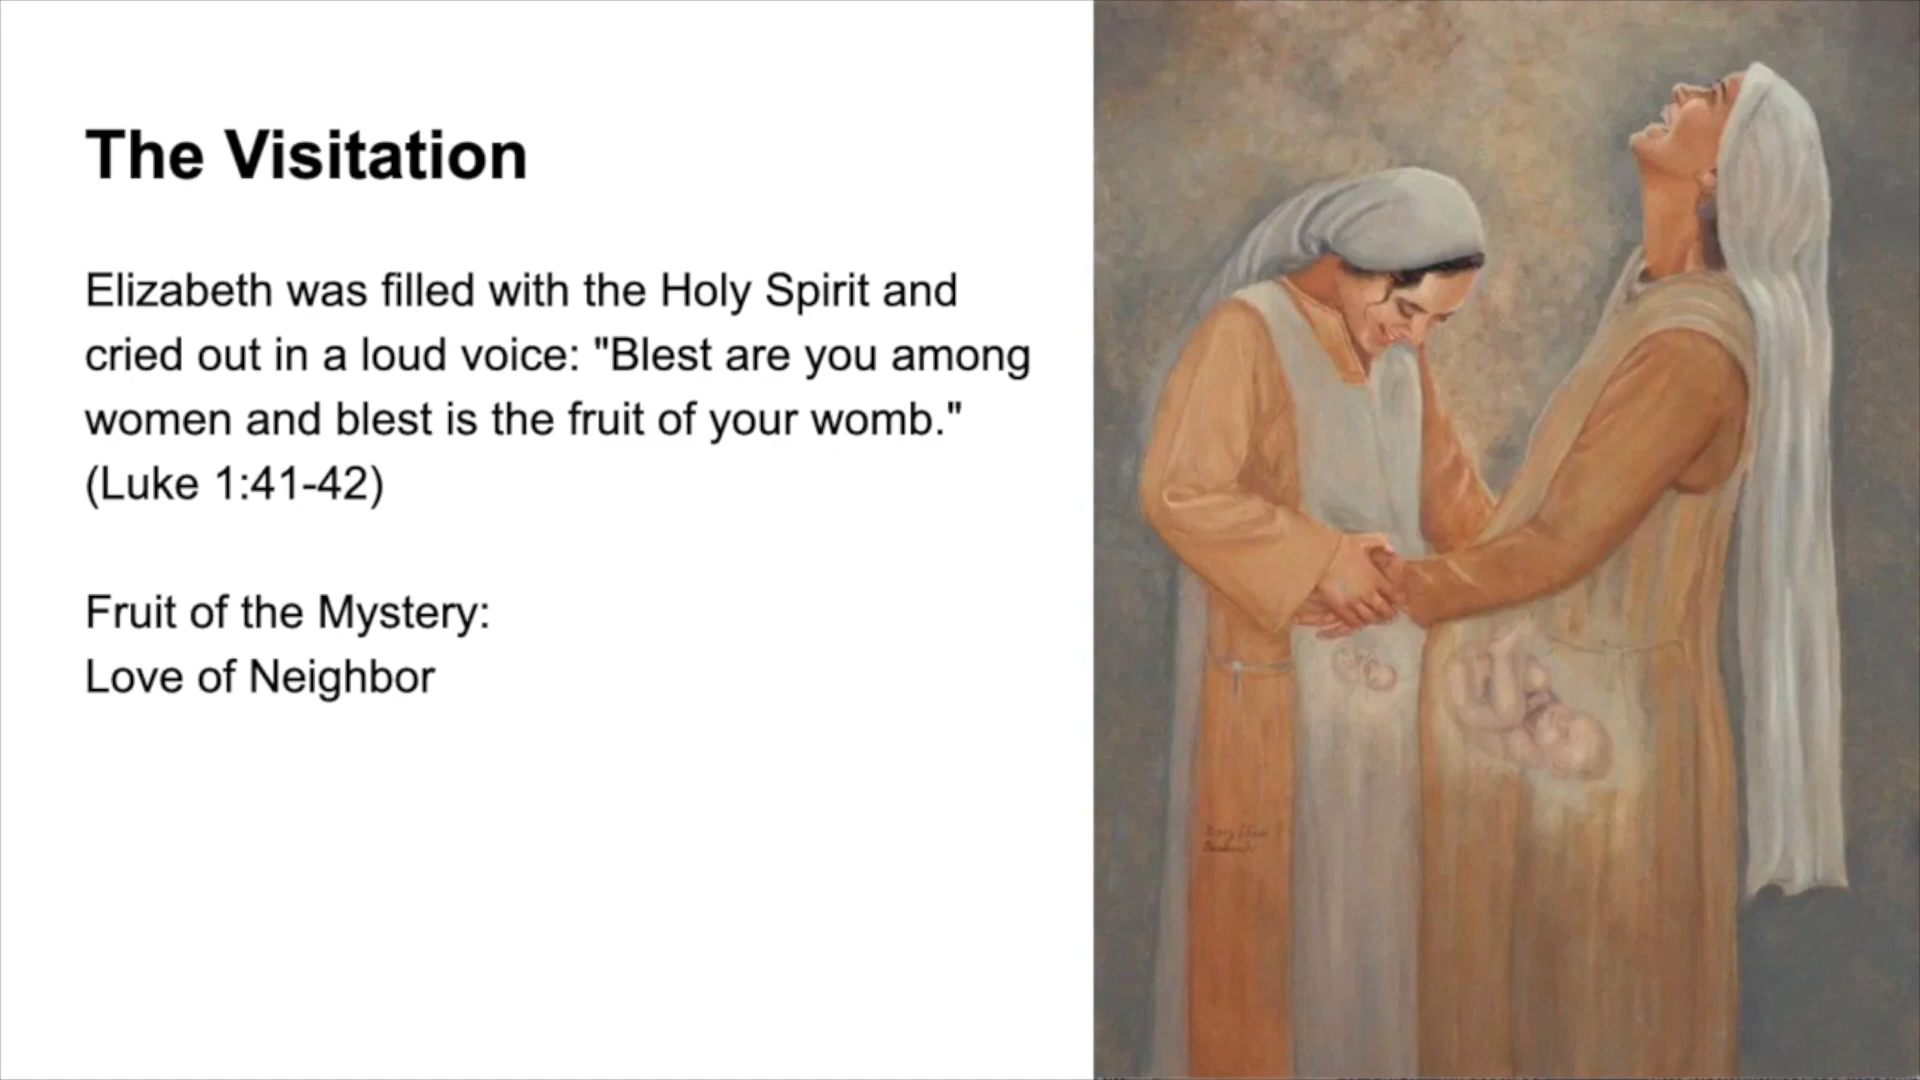 The Visitation
Elizabeth was filled with the Holy Spirit and
cried out in a loud voice: "Blest are you among
women and blest is the fruit of your womb."
(Luke 1:41-42)
Fruit of the Mystery:
Love of Neighbor